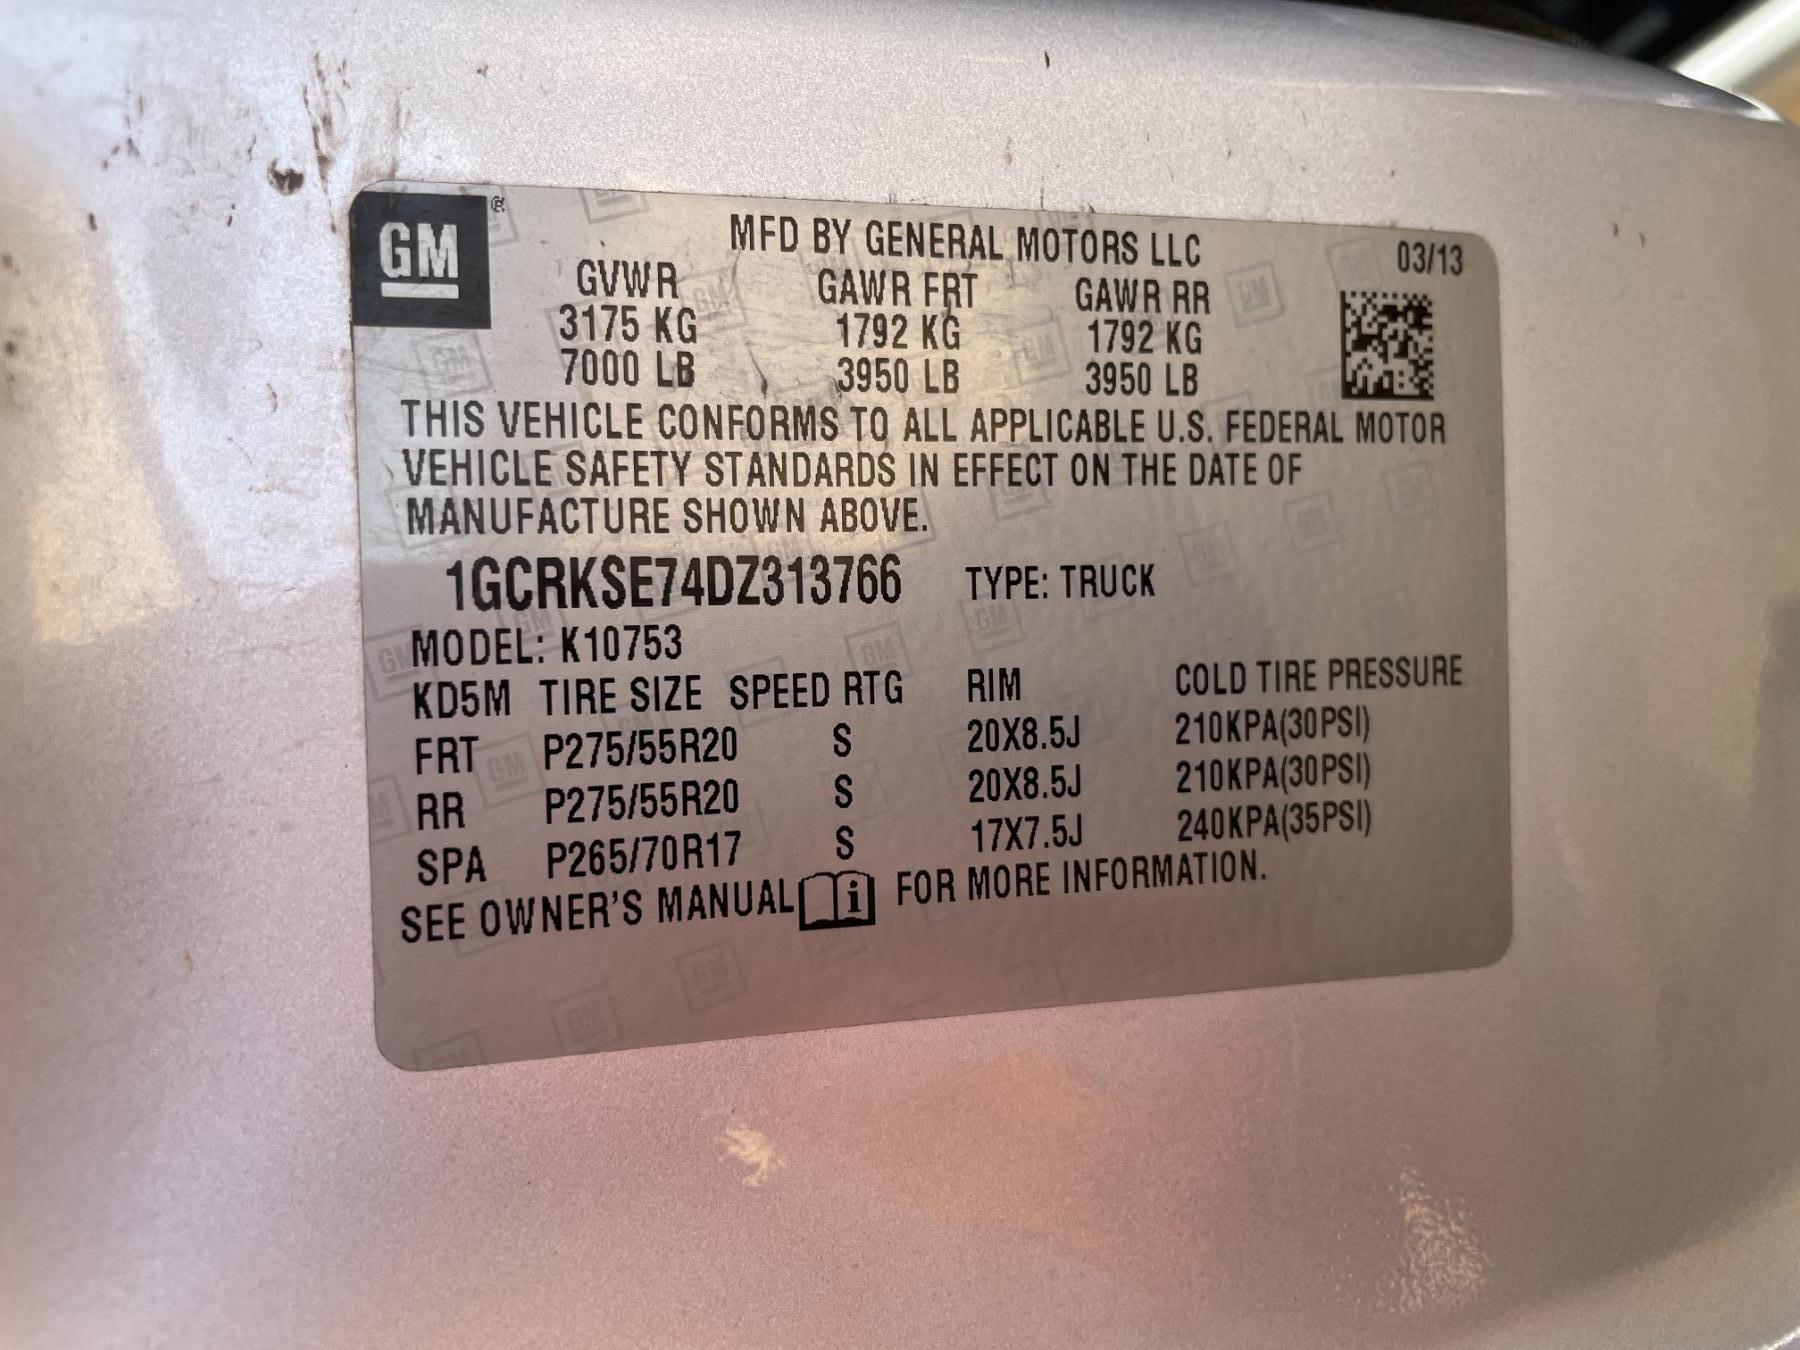 GM ®
MFD BY GENERAL MOTORS LLC 03/13
GVWR GAWR FRT GAWR RR
3175 KG 1792 KG 1792 KG
7000 LB 3950 LB 3950 LB
THIS VEHICLE CONFORMS TO ALL APPLICABLE U.S. FEDERAL MOTOR
VEHICLE SAFETY STANDARDS IN EFFECT ON THE DATE OF
MANUFACTURE SHOWN ABOVE.
1GCRKSE74DZ313766 TYPE: TRUCK
MODEL: K10753
KD5M TIRE SIZE SPEED RTG RIM COLD TIRE PRESSURE
FRT P275/55R20 S 20X8.5J 210KPA(30PSI)
RR P275/55R20 S 20X8.5J 210KPA(30PSI)
SPA P265/70R17 S 17X7.5J 240KPA(35PSI)
SEE OWNER'S MANUAL i FOR MORE INFORMATION.